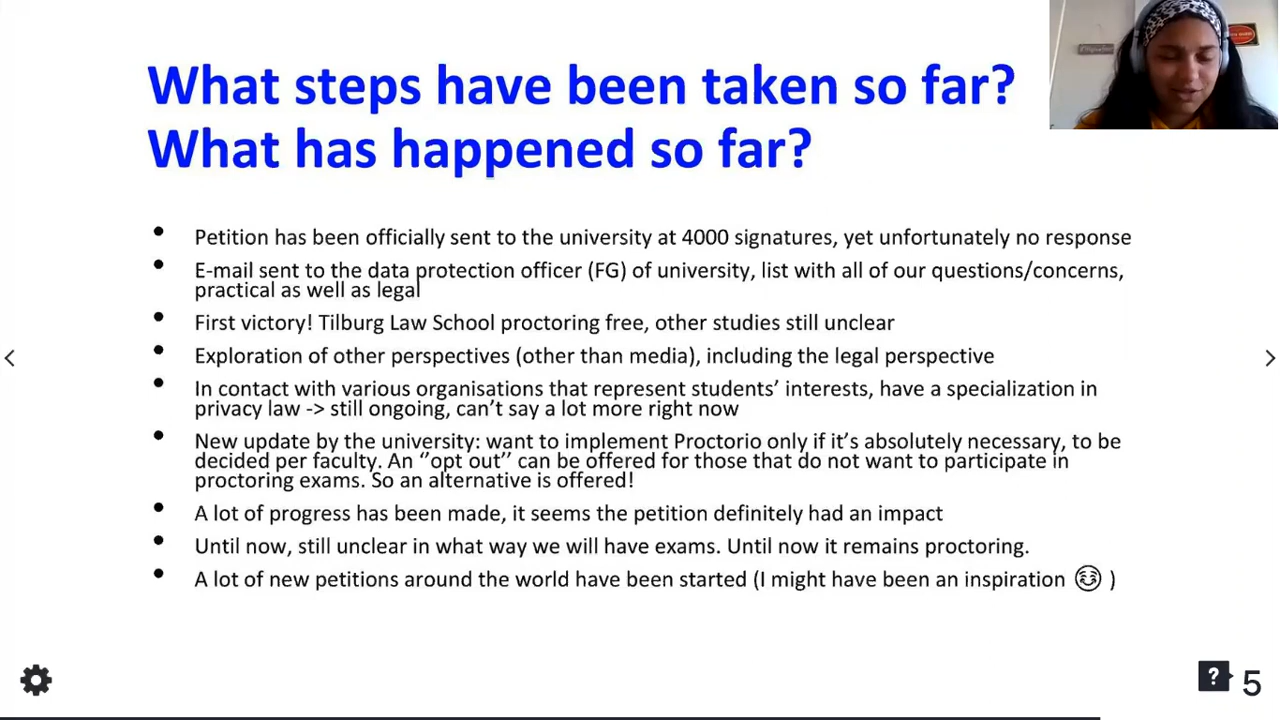 What steps have been taken so far?
What has happened so far?
• Petition has been officially sent to the university at 4000 signatures, yet unfortunately no response
• E-mail sent to the data protection officer (FG) of university, list with all of our questions/concerns,
practical as well as legal
• First victory! Tilburg Law School proctoring free, other studies still unclear
• Exploration of other perspectives (other than media), including the legal perspective
• In contact with various organisations that represent students’ interests, have a specialization in
privacy law -> still ongoing, can’t say a lot more right now
• New update by the university: want to implement Proctorio only if it’s absolutely necessary, to be
decided per faculty. An ‘‘opt out’’ can be offered for those that do not want to participate in
proctoring exams. So an alternative is offered!
• A lot of progress has been made, it seems the petition definitely had an impact
• Until now, still unclear in what way we will have exams. Until now it remains proctoring.
• A lot of new petitions around the world have been started (I might have been an inspiration 😊 )
?
5